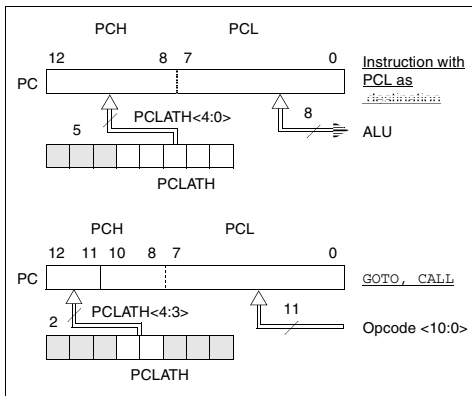 PCH PCL
12 8 7 0
PC
Instruction with
PCL as
destination
5 PCLATH<4:0>
8
ALU
PCLATH
PCH PCL
12 11 10 8 7 0
PC
GOTO, CALL
2 PCLATH<4:3>
11
Opcode <10:0>
PCLATH